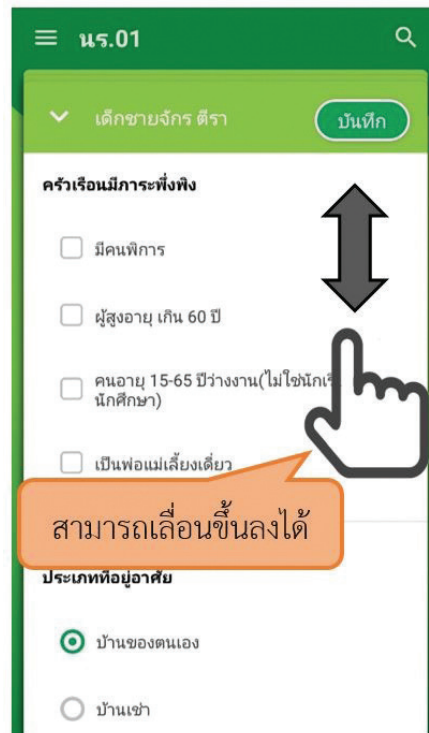 นร.01
เด็กชายจักร ตีรา
บันทึก
ครัวเรือนมีภาระพึ่งพิง
มีคนพิการ
ผู้สูงอายุ เกิน 60 ปี
คนอายุ 15-65 ปีว่างงาน(ไม่ใช่นักเรี
นักศึกษา)
เป็นพ่อแม่เลี้ยงเดี่ยว
สามารถเลื่อนขึ้นลงได้
ประเภทที่อยู่อาศัย
บ้านของตนเอง
บ้านเช่า